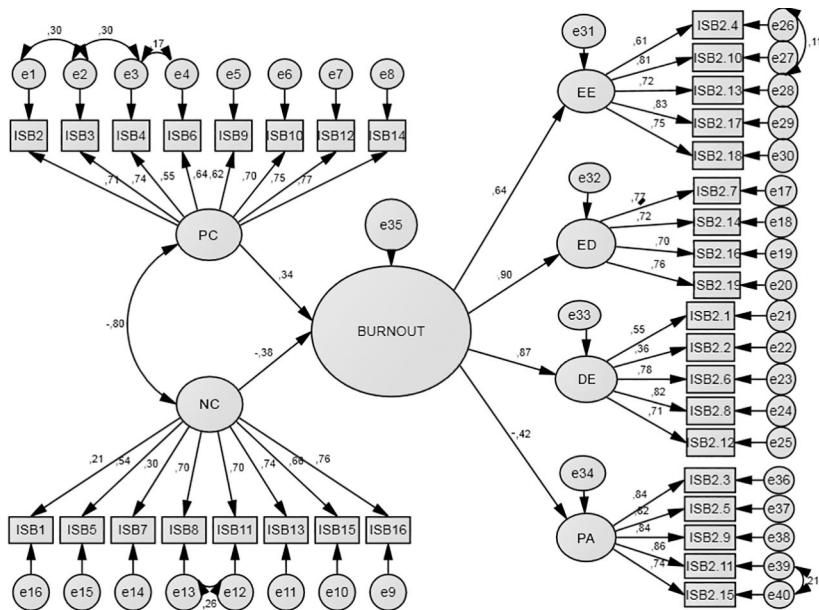 ,30 ,30 ,17
e1 e2 e3 e4 e5 e6 e7 e8
ISB2 ISB3 ISB4 ISB6 ISB9 ISB10 ISB12 ISB14
,71 ,74 ,55 ,64 ,62 ,70 ,75 ,77
PC
-,80
,34
-,38
NC
,21 ,54 ,30 ,70 ,70 ,74 ,76
ISB1 ISB5 ISB7 ISB8 ISB11 ISB13 ISB15 ISB16
e16 e15 e14 e13 e12 e11 e10 e9
,26
e35
BURNOUT
,64
,90
,87
-,42
e31
EE
,61 ISB2.4 e26
,81 ISB2.10 e27
,72 ISB2.13 e28
,83 ISB2.17 e29
,75 ISB2.18 e30
,11
e32
ED
,77 ISB2.7 e17
,72 SB2.14 e18
,70 SB2.16 e19
,76 SB2.19 e20
e33
DE
,55 ISB2.1 e21
,36 ISB2.2 e22
,78 ISB2.6 e23
,82 ISB2.8 e24
,71 ISB2.12 e25
e34
PA
,84 ISB2.3 e36
ISB2.5 e37
,84 ISB2.9 e38
,86 ISB2.11 e39
,74 ISB2.15 e40
,21